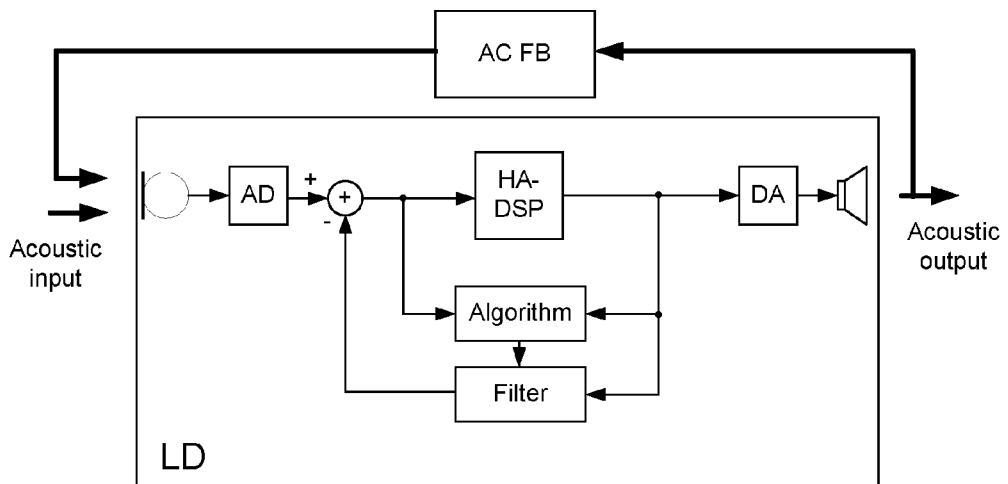 AC FB
AD
+
+
-
HA-
DSP
DA
Acoustic
input
Acoustic
output
Algorithm
Filter
LD